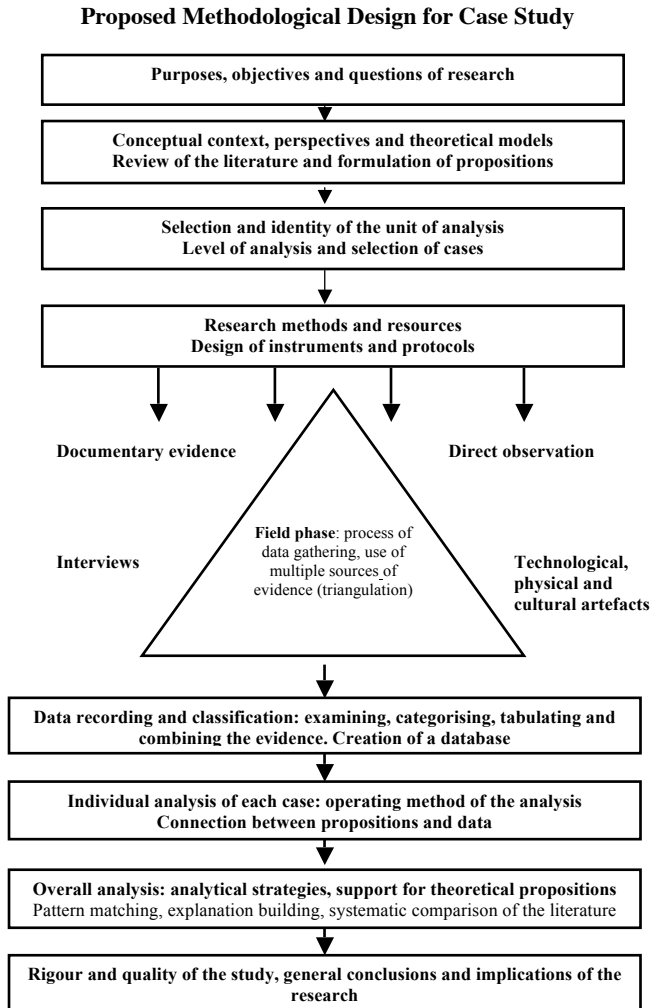 Proposed Methodological Design for Case Study
Purposes, objectives and questions of research
Conceptual context, perspectives and theoretical models
Review of the literature and formulation of propositions
Selection and identity of the unit of analysis
Level of analysis and selection of cases
Research methods and resources
Design of instruments and protocols
Documentary evidence
Direct observation
Interviews
Field phase: process of
data gathering, use of
multiple sources of
evidence (triangulation)
Technological,
physical and
cultural artefacts
Data recording and classification: examining, categorising, tabulating and
combining the evidence. Creation of a database
Individual analysis of each case: operating method of the analysis
Connection between propositions and data
Overall analysis: analytical strategies, support for theoretical propositions
Pattern matching, explanation building, systematic comparison of the literature
Rigour and quality of the study, general conclusions and implications of the
research